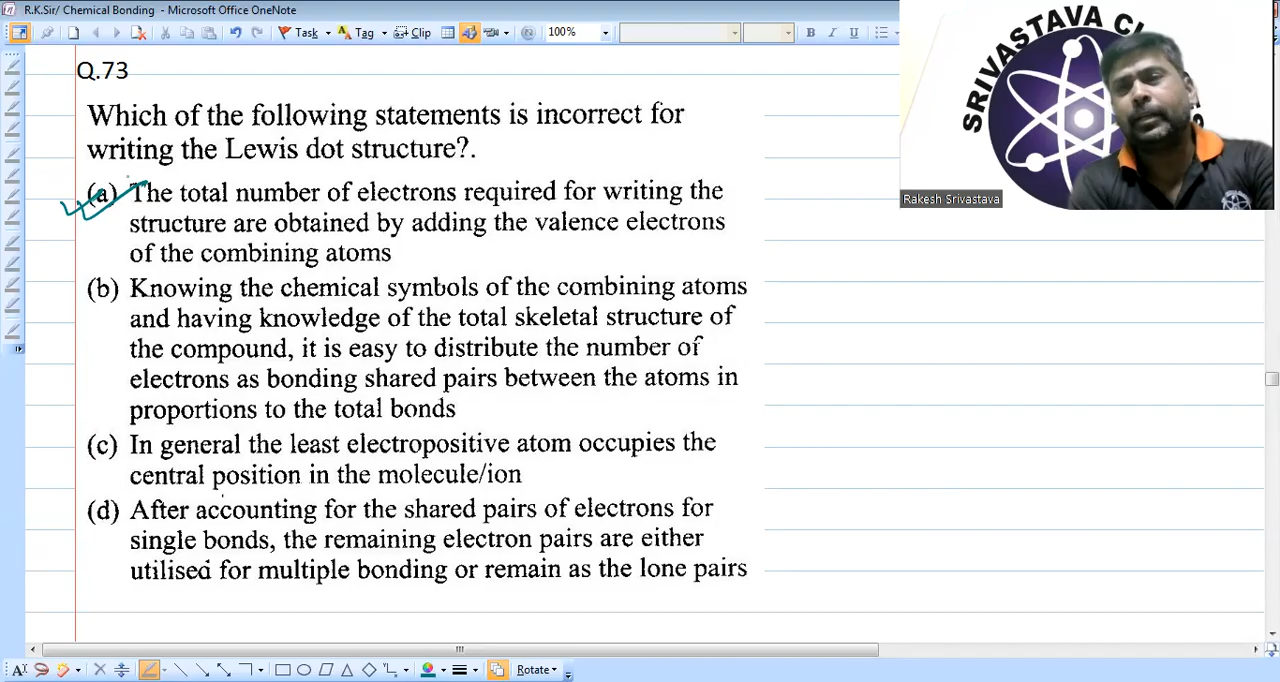 R.K.Sir/ Chemical Bonding - Microsoft Office OneNote
Task Tag Clip 100% B I U
Q.73
Which of the following statements is incorrect for
writing the Lewis dot structure?.
(a) The total number of electrons required for writing the
structure are obtained by adding the valence electrons
of the combining atoms
(b) Knowing the chemical symbols of the combining atoms
and having knowledge of the total skeletal structure of
the compound, it is easy to distribute the number of
electrons as bonding shared pairs between the atoms in
proportions to the total bonds
(c) In general the least electropositive atom occupies the
central position in the molecule/ion
(d) After accounting for the shared pairs of electrons for
single bonds, the remaining electron pairs are either
utilised for multiple bonding or remain as the lone pairs
SRIVASTAVA
Rakesh Srivastava
Rotate